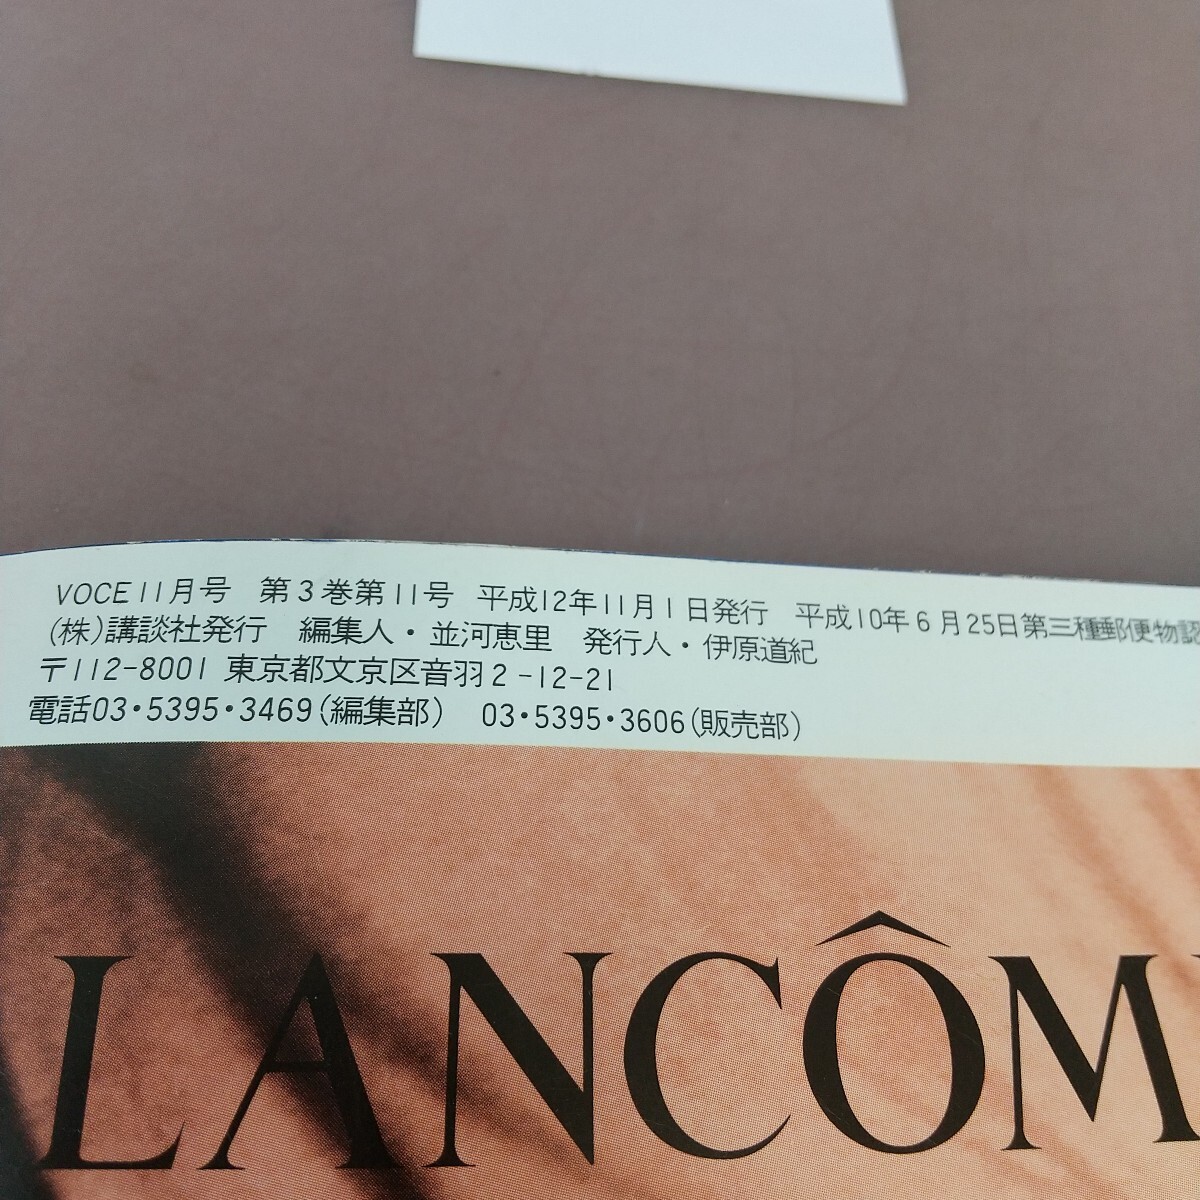 VOCE11月号 第3巻第11号 平成12年11月1日発行 平成10年6月25日第三種郵便物認
(株)講談社発行 編集人・並河恵里 発行人・伊原道紀
〒112-8001 東京都文京区音羽2-12-21
電話03・5395・3469(編集部) 03・5395・3606(販売部)
LANCÔM